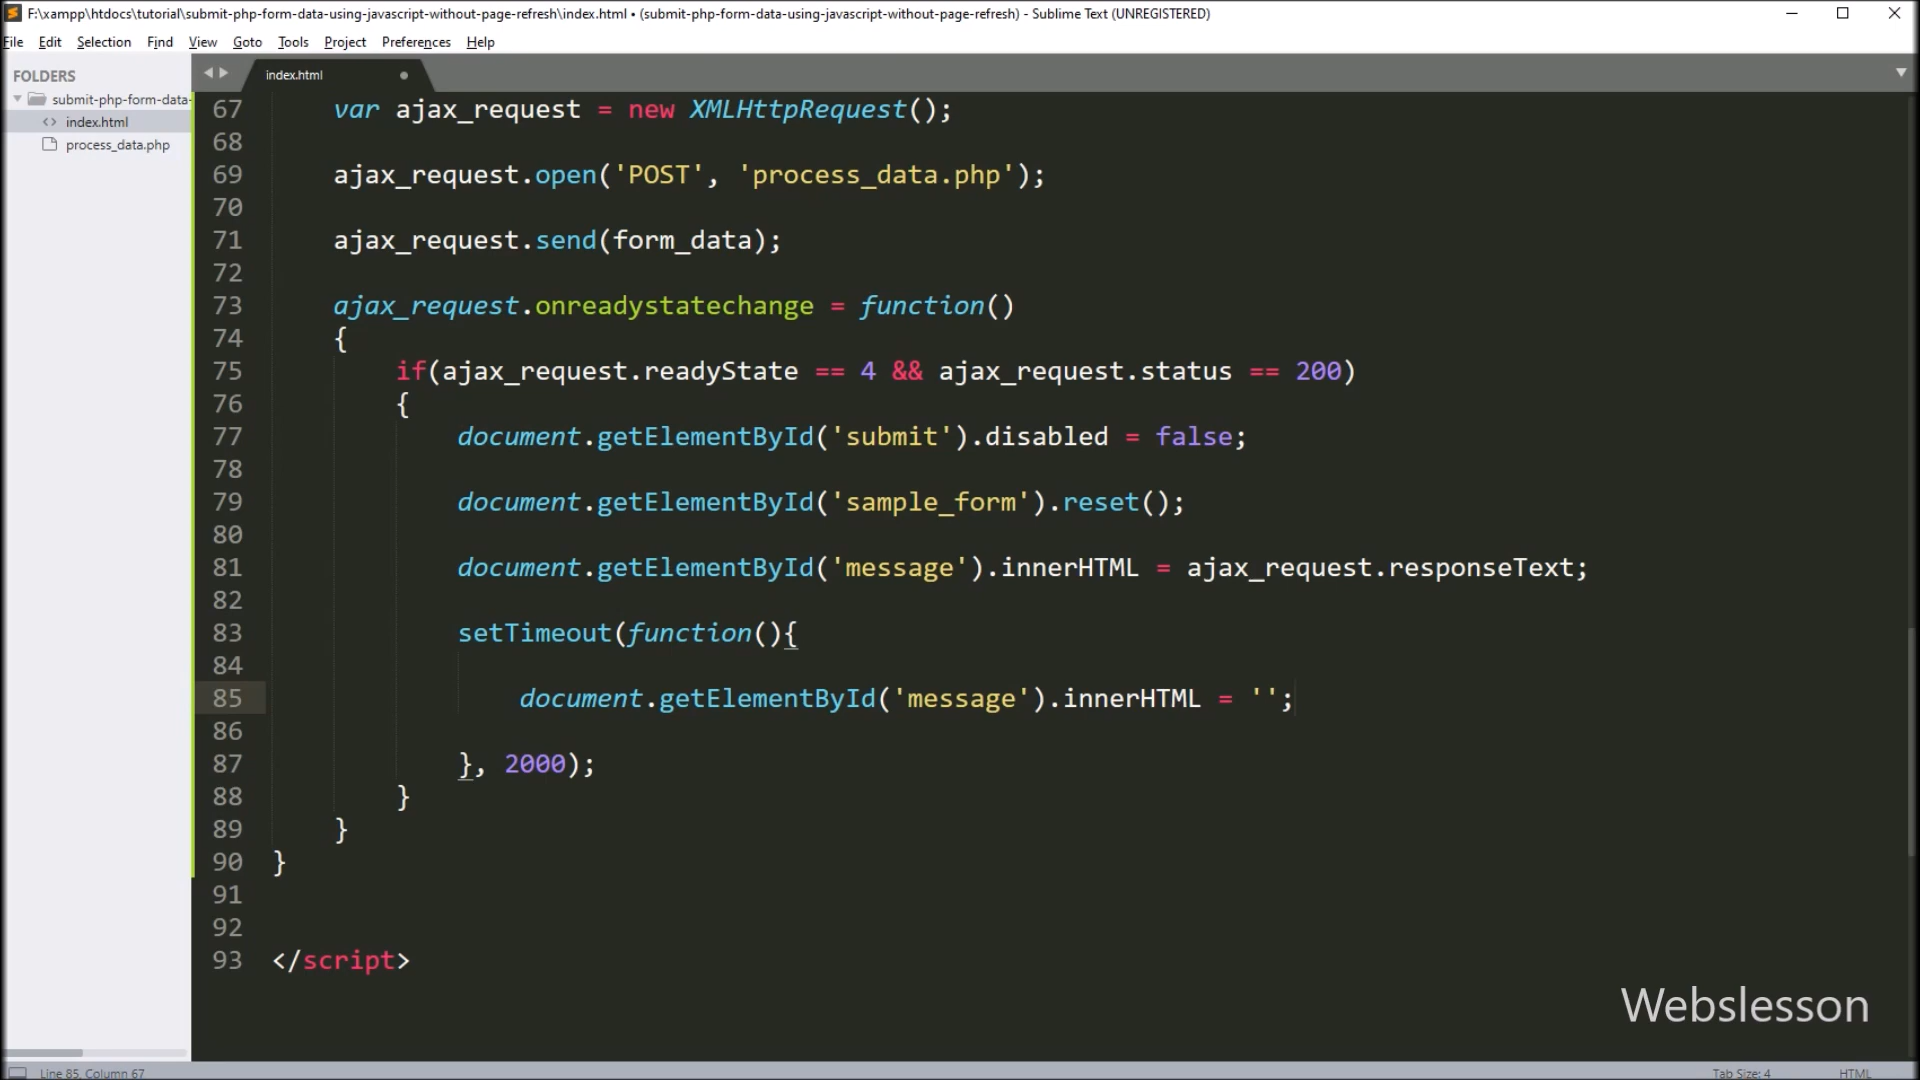 F:\xampp\htdocs\tutorial\submit-php-form-data-using-javascript-without-page-refresh\index.html • (submit-php-form-data-using-javascript-without-page-refresh) - Sublime Text (UNREGISTERED)
File Edit Selection Find View Goto Tools Project Preferences Help
FOLDERS
submit-php-form-data-
index.html
process_data.php
index.html
67 var ajax_request = new XMLHttpRequest();
68
69 ajax_request.open('POST', 'process_data.php');
70
71 ajax_request.send(form_data);
72
73 ajax_request.onreadystatechange = function()
74 {
75 if(ajax_request.readyState == 4 && ajax_request.status == 200)
76 {
77 document.getElementById('submit').disabled = false;
78
79 document.getElementById('sample_form').reset();
80
81 document.getElementById('message').innerHTML = ajax_request.responseText;
82
83 setTimeout(function(){
84
85 document.getElementById('message').innerHTML = '';
86
87 }, 2000);
88 }
89 }
90 }
91
92
93 </script>
Webslesson
Line 85, Column 67 Tab Size: 4 HTML